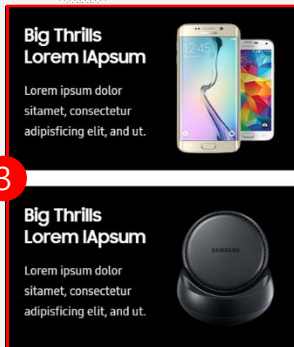 Big Thrills
Lorem IApsum
Lorem ipsum dolor
sitamet, consectetur
adipisficing elit, and ut.
3
Big Thrills
Lorem IApsum
SAMSUNG
Lorem ipsum dolor
sitamet, consectetur
adipisficing elit, and ut.